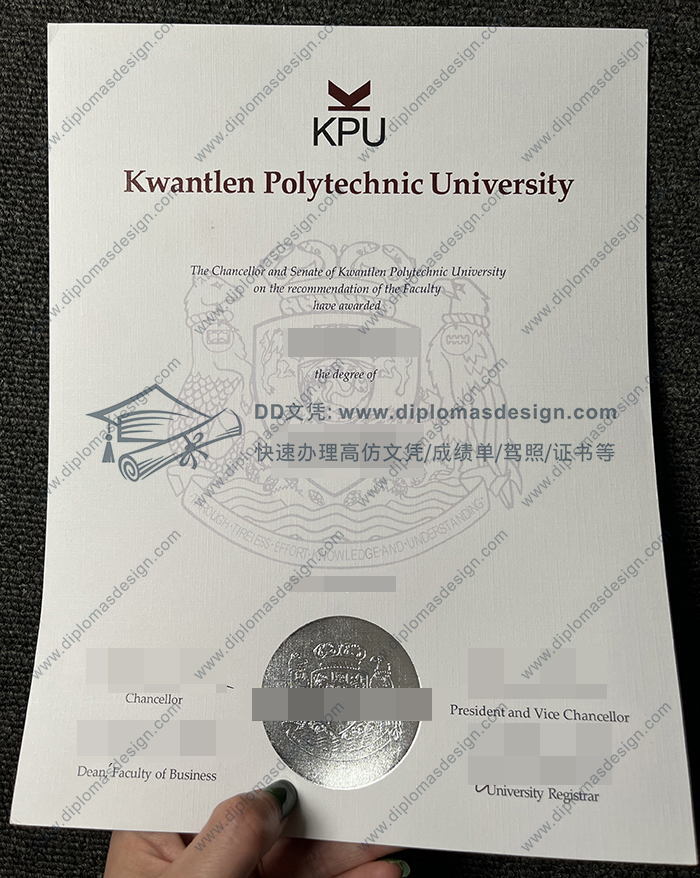 KPU
Kwantlen Polytechnic University
The Chancellor and Senate of Kwantlen Polytechnic University
on the recommendation of the Faculty
have awarded
the degree of
DD文凭: www.diplomasdesign.com
快速办理高仿文凭/成绩单/驾照/证书等
THROUGH·TIRELESS·EFFORT·KNOWLEDGE·AND·UNDERSTANDING
Chancellor
President and Vice Chancellor
Dean, Faculty of Business
University Registrar
www.diplomasdesign.com